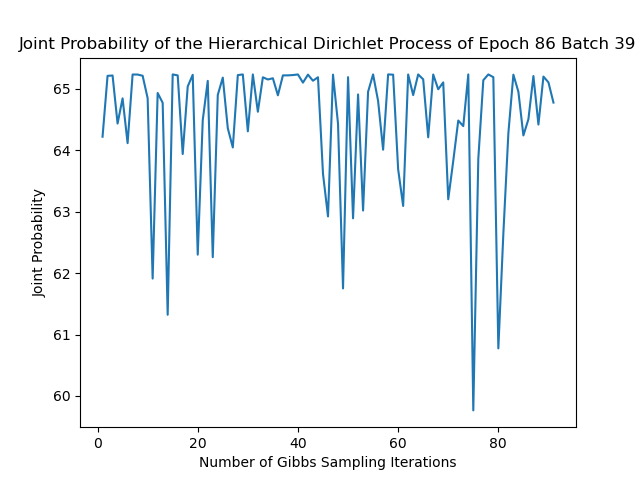 Joint Probability of the Hierarchical Dirichlet Process of Epoch 86 Batch 39
65
64
63
62
61
60
Joint Probability
0 20 40 60 80
Number of Gibbs Sampling Iterations